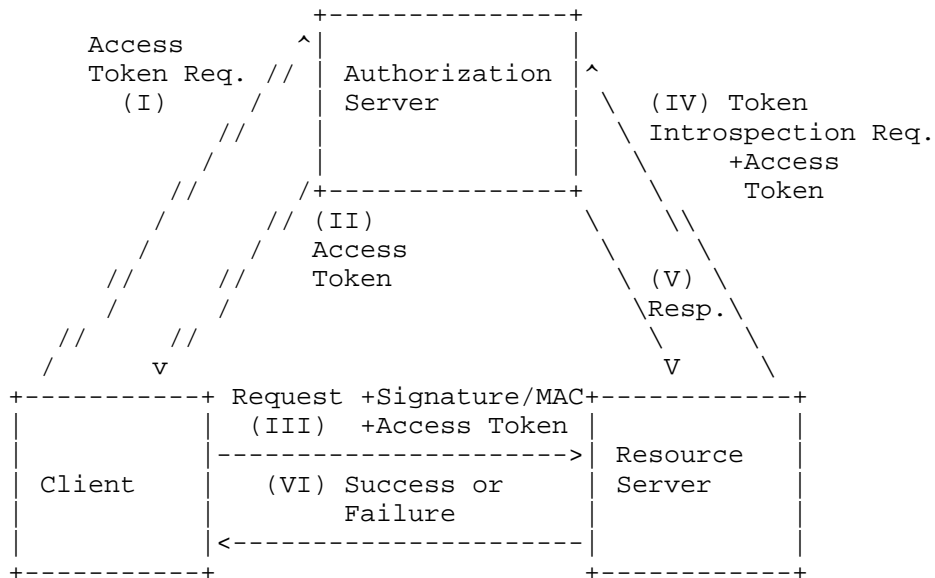 Access
Token Req.
(I)
Authorization
Server
(IV) Token
Introspection Req.
+Access
Token
(II)
Access
Token
(V)
Resp.
Request +Signature/MAC
(III) +Access Token
Client
(VI) Success or
Failure
Resource
Server